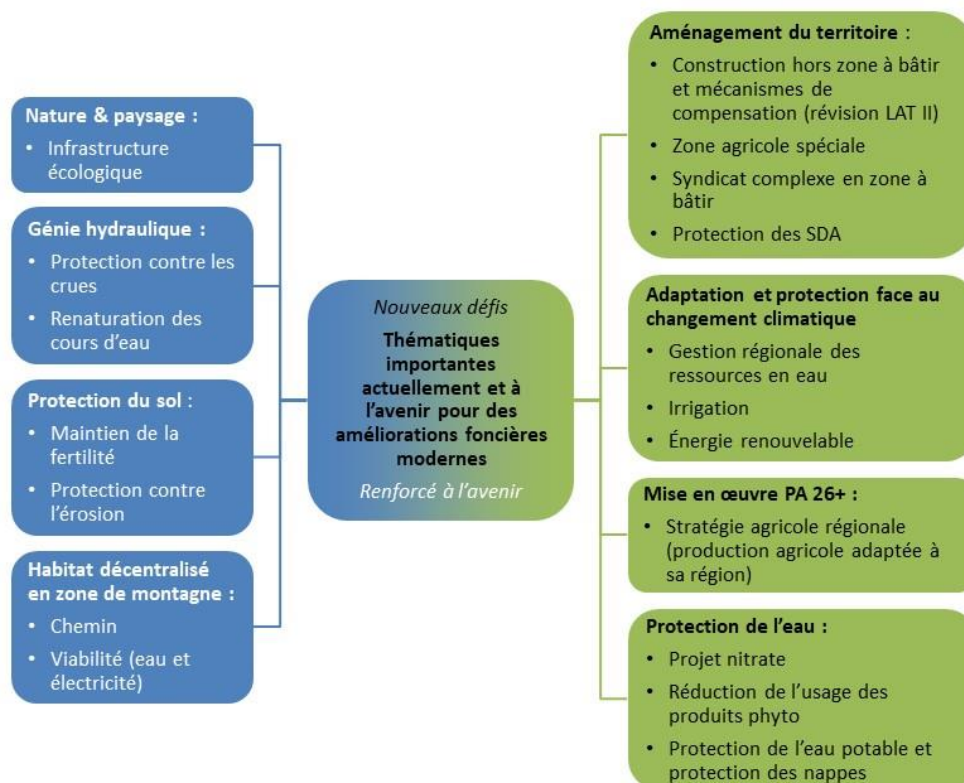 Nature & paysage :
• Infrastructure
écologique
Génie hydraulique :
• Protection contre les
crues
• Renaturation des
cours d'eau
Protection du sol :
• Maintien de la
fertilité
• Protection contre
l'érosion
Habitat décentralisé
en zone de montagne :
• Chemin
• Viabilité (eau et
électricité)
Nouveaux défis
Thématiques
importantes
actuellement et à
l'avenir pour des
améliorations foncières
modernes
Renforcé à l'avenir
Aménagement du territoire :
• Construction hors zone à bâtir
et mécanismes de
compensation (révision LAT II)
• Zone agricole spéciale
• Syndicat complexe en zone à
bâtir
• Protection des SDA
Adaptation et protection face au
changement climatique
• Gestion régionale des
ressources en eau
• Irrigation
• Énergie renouvelable
Mise en œuvre PA 26+ :
• Stratégie agricole régionale
(production agricole adaptée à
sa région)
Protection de l'eau :
• Projet nitrate
• Réduction de l'usage des
produits phyto
• Protection de l'eau potable et
protection des nappes